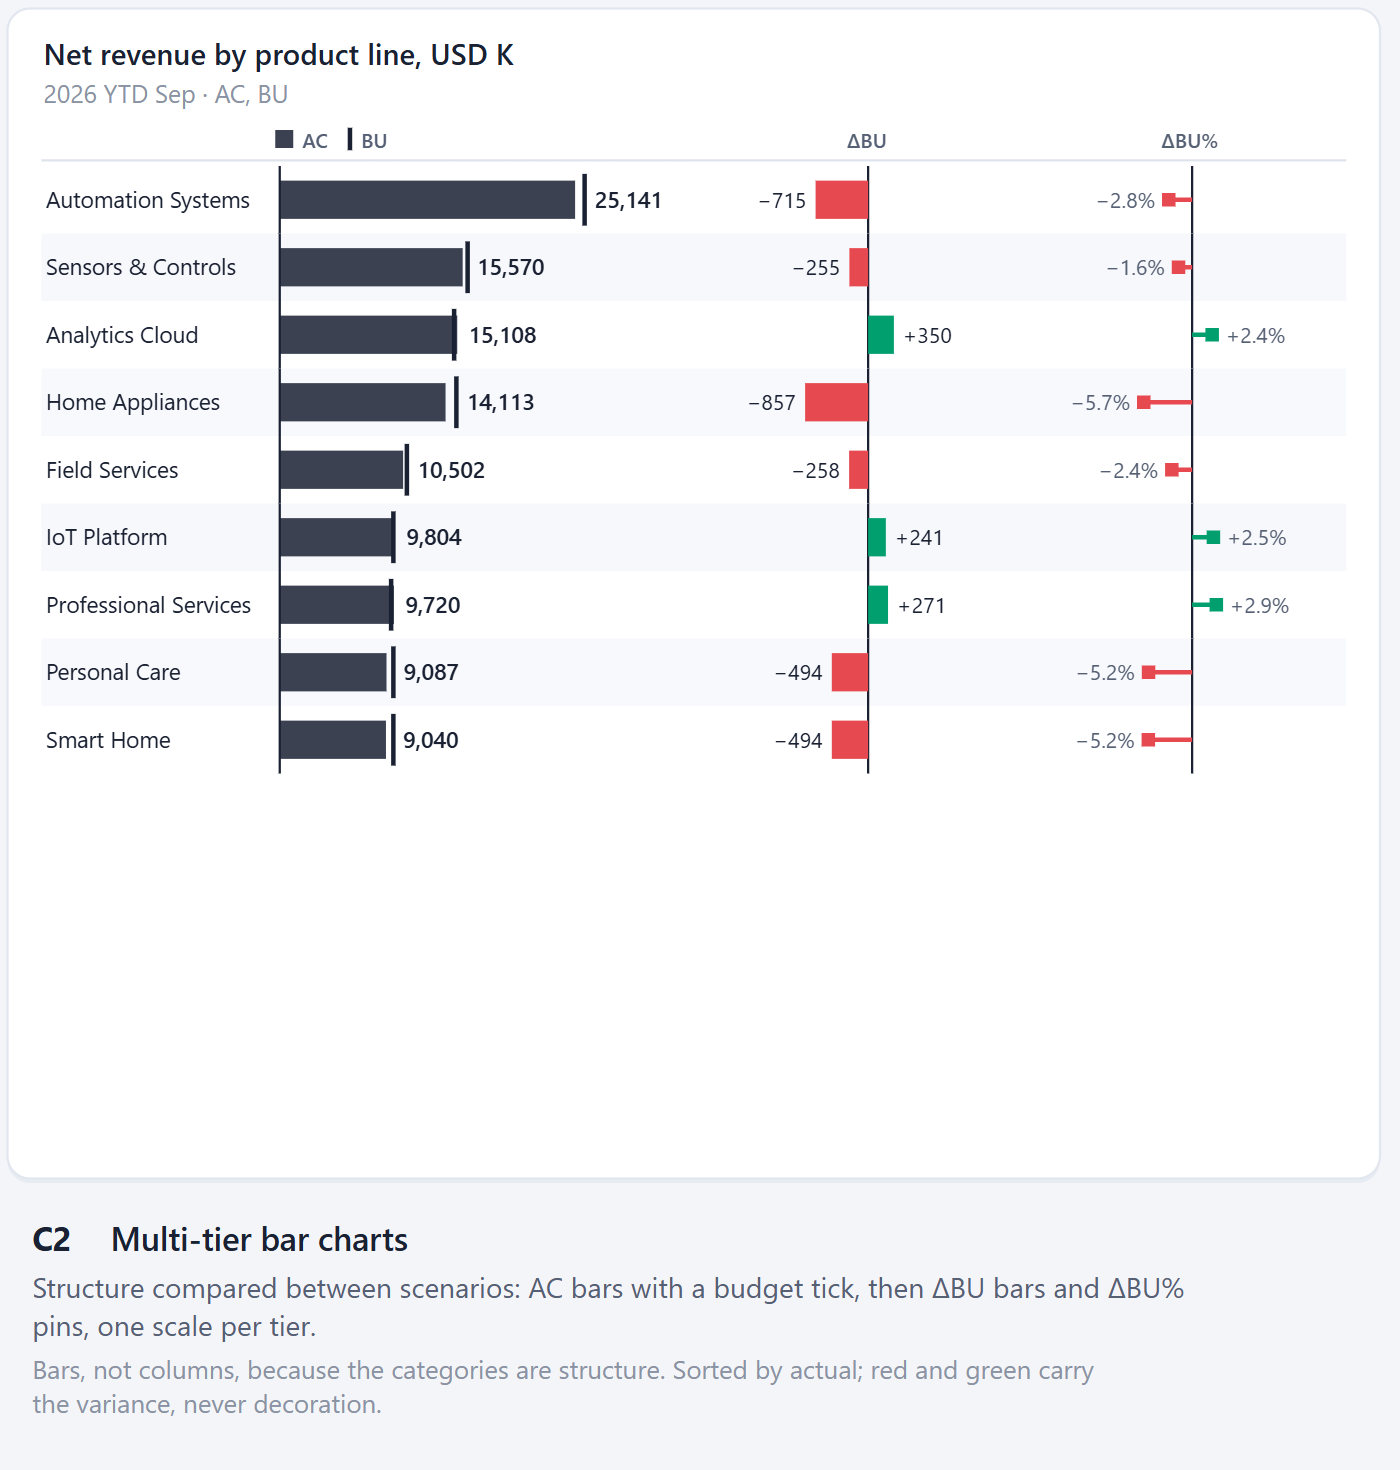 Net revenue by product line, USD K
2026 YTD Sep · AC, BU
AC BU ΔBU ΔBU%
Automation Systems 25,141 −715 −2.8%
Sensors & Controls 15,570 −255 −1.6%
Analytics Cloud 15,108 +350 +2.4%
Home Appliances 14,113 −857 −5.7%
Field Services 10,502 −258 −2.4%
IoT Platform 9,804 +241 +2.5%
Professional Services 9,720 +271 +2.9%
Personal Care 9,087 −494 −5.2%
Smart Home 9,040 −494 −5.2%
C2 Multi-tier bar charts
Structure compared between scenarios: AC bars with a budget tick, then ΔBU bars and ΔBU%
pins, one scale per tier.
Bars, not columns, because the categories are structure. Sorted by actual; red and green carry
the variance, never decoration.